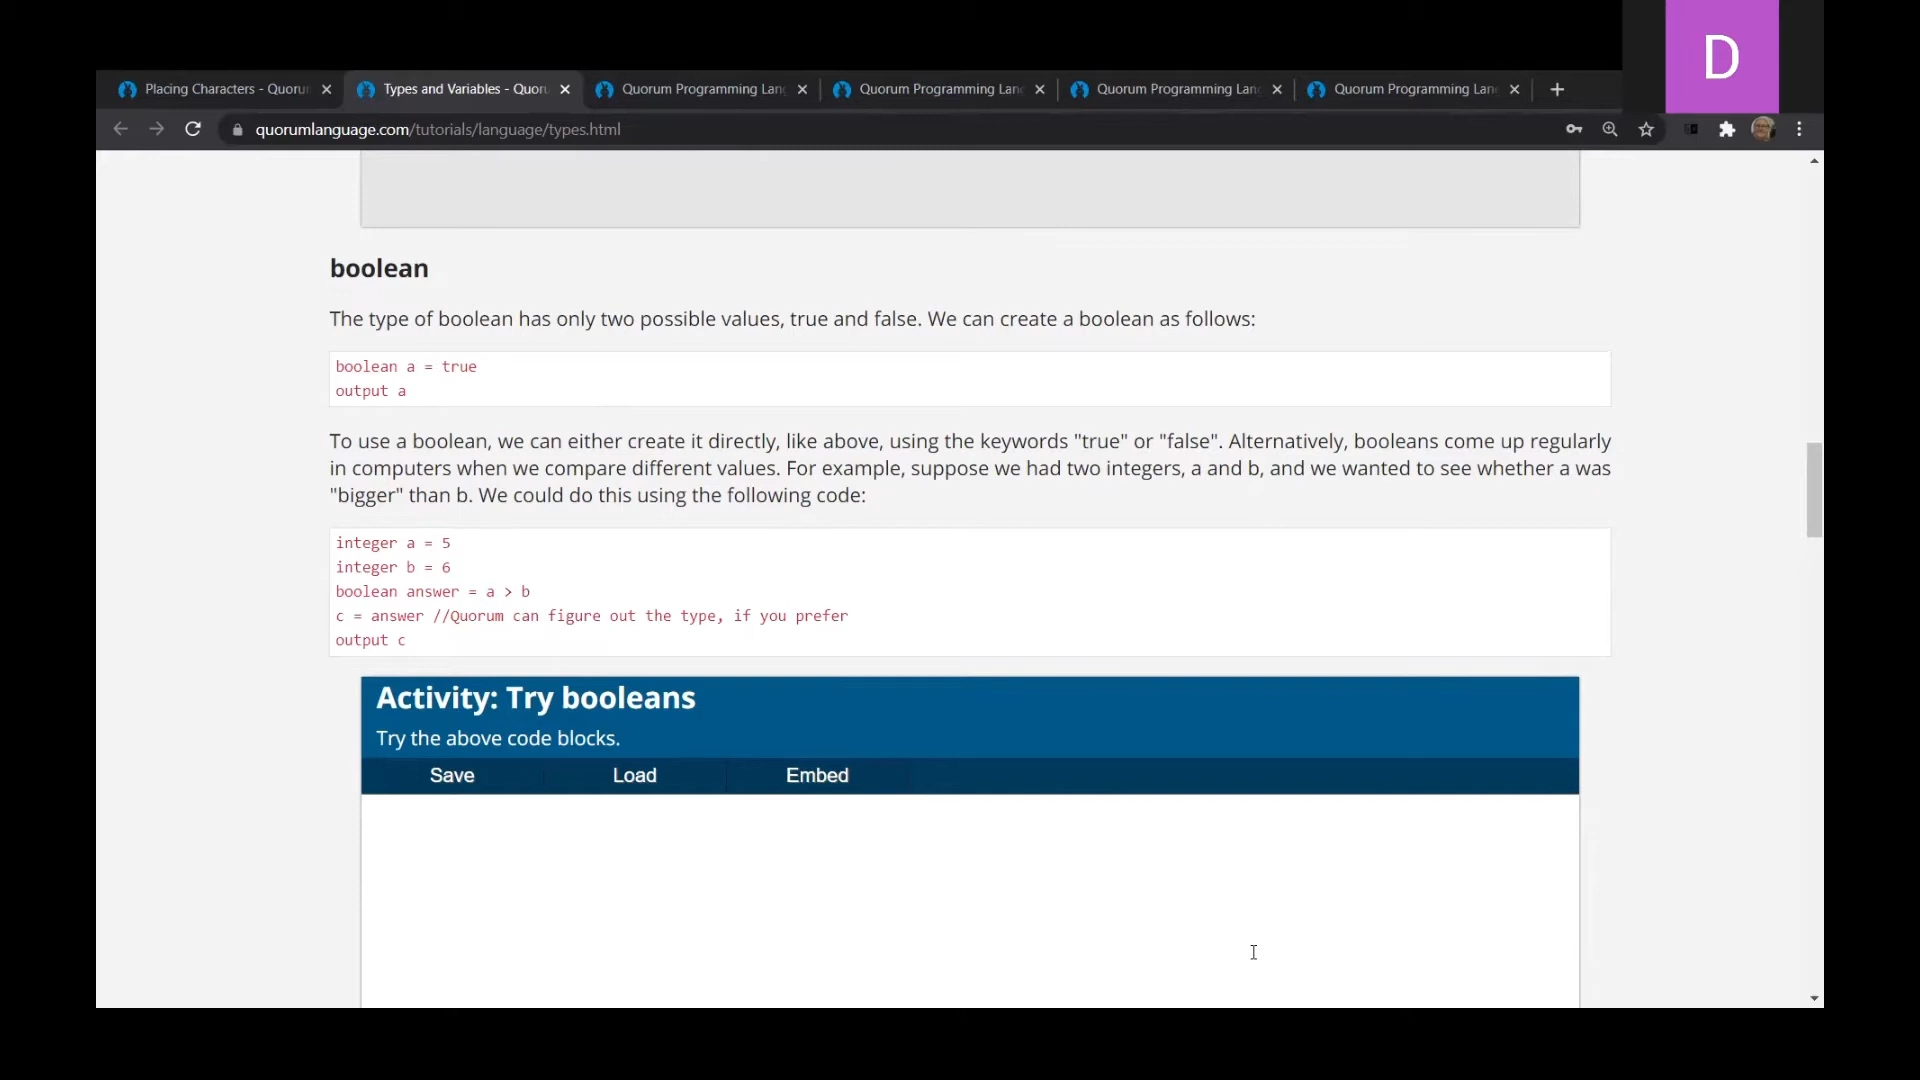 D
Placing Characters - Quoru
Types and Variables - Quoru
Quorum Programming Lan
Quorum Programming Lan
Quorum Programming Lan
Quorum Programming Lan
quorumlanguage.com/tutorials/language/types.html
boolean
The type of boolean has only two possible values, true and false. We can create a boolean as follows:
boolean a = true
output a
To use a boolean, we can either create it directly, like above, using the keywords "true" or "false". Alternatively, booleans come up regularly
in computers when we compare different values. For example, suppose we had two integers, a and b, and we wanted to see whether a was
"bigger" than b. We could do this using the following code:
integer a = 5
integer b = 6
boolean answer = a > b
c = answer //Quorum can figure out the type, if you prefer
output c
Activity: Try booleans
Try the above code blocks.
Save Load Embed